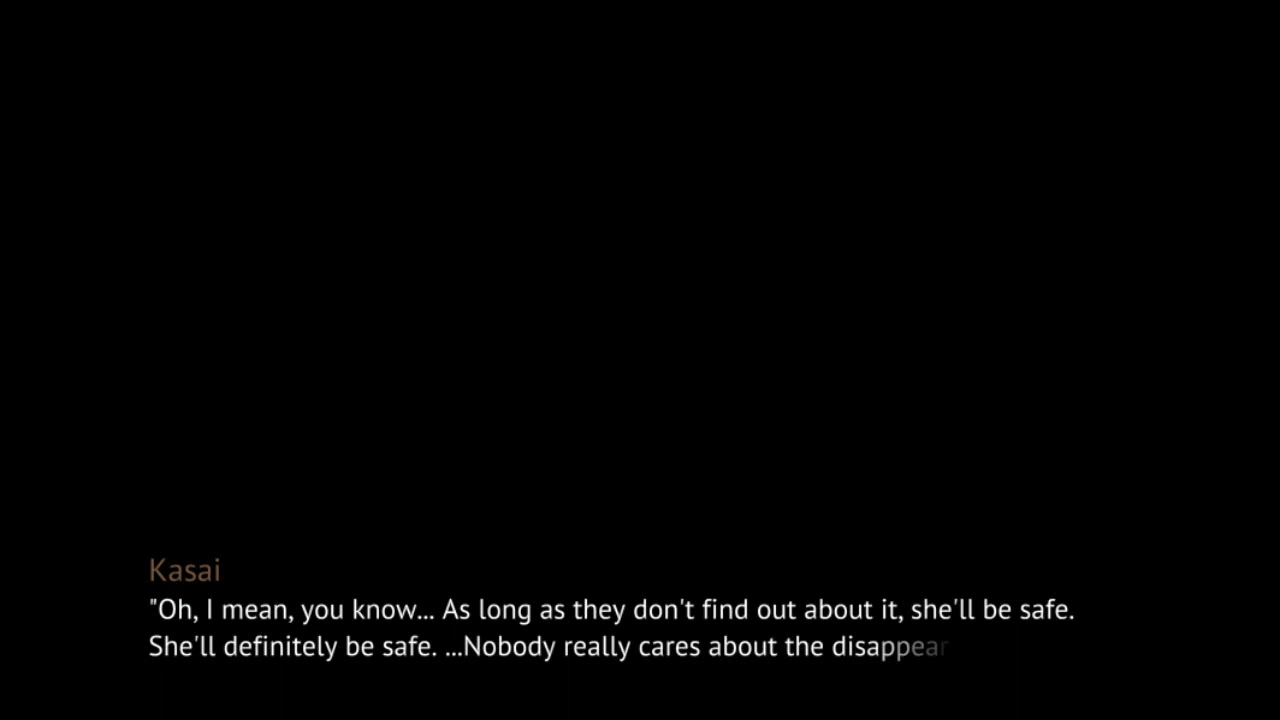 Kasai
"Oh, I mean, you know... As long as they don't find out about it, she'll be safe.
She'll definitely be safe. ...Nobody really cares about the disappear